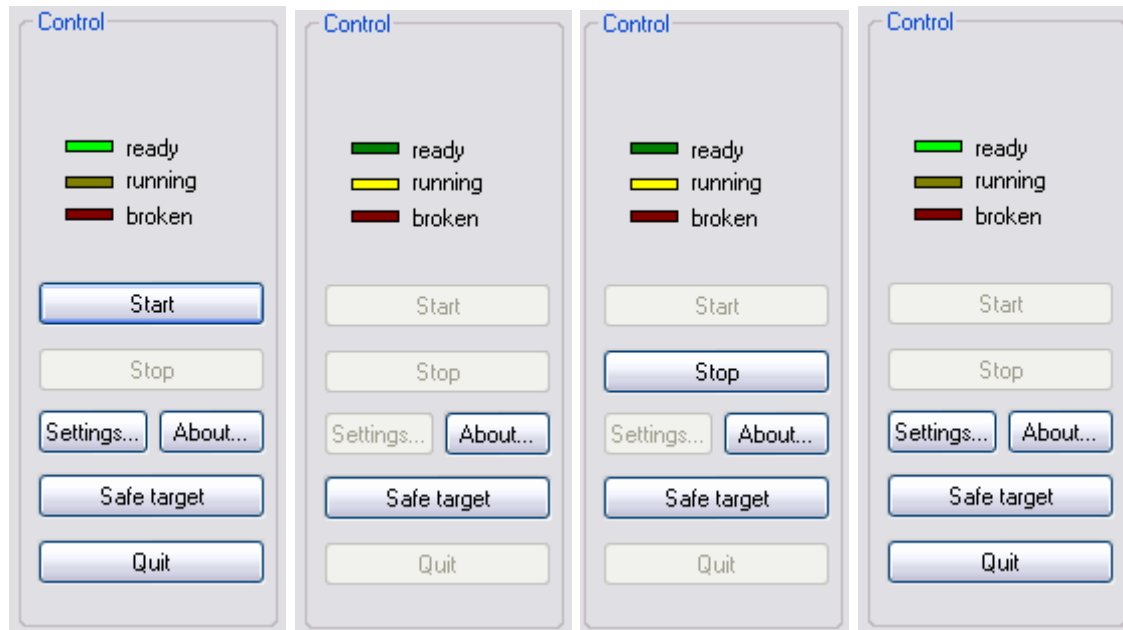 Control
ready
running
broken
Start
Stop
Settings... About...
Safe target
Quit
Control
ready
running
broken
Start
Stop
Settings... About...
Safe target
Quit
Control
ready
running
broken
Start
Stop
Settings... About...
Safe target
Quit
Control
ready
running
broken
Start
Stop
Settings... About...
Safe target
Quit